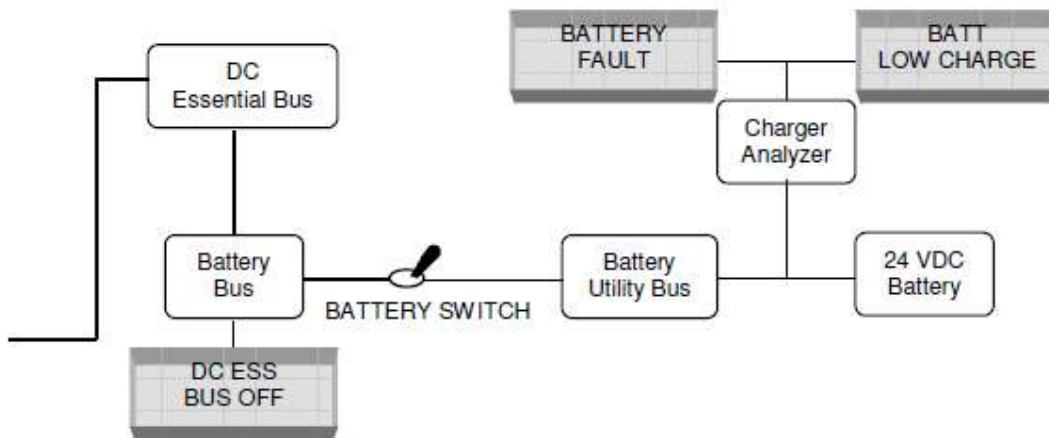 BATTERY
FAULT
BATT
LOW CHARGE
DC
Essential Bus
Charger
Analyzer
Battery
Bus
BATTERY SWITCH
Battery
Utility Bus
24 VDC
Battery
DC ESS
BUS OFF